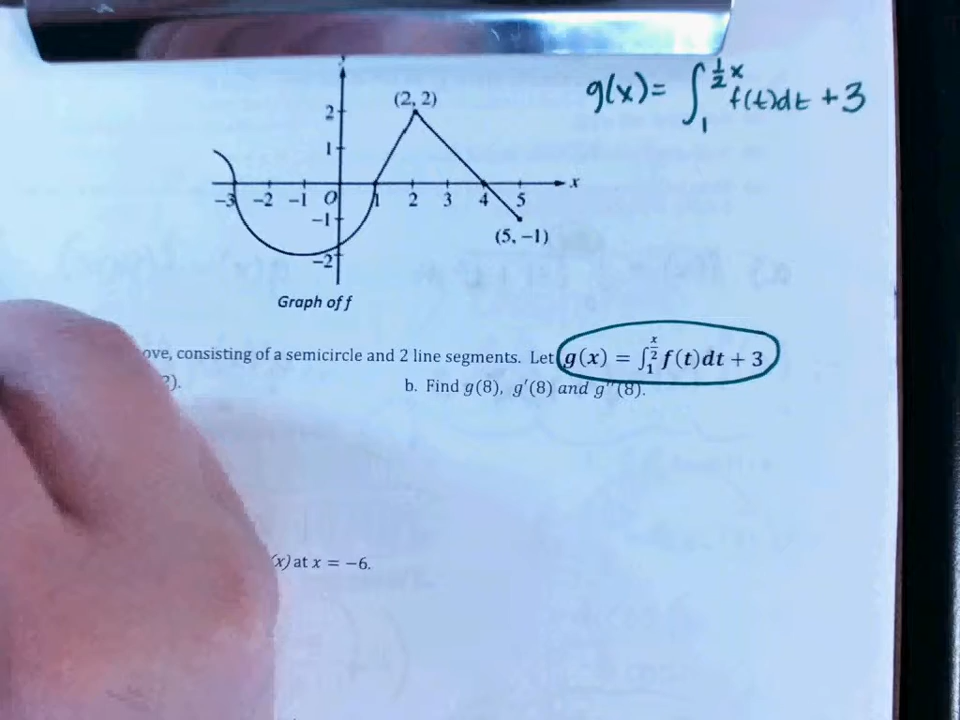 g(x) = ∫₁^{½x} f(t)dt + 3
(2, 2)
2
1
-3 -2 -1 O 1 2 3 4 5 x
-1
(5, -1)
-2
Graph of f
ove, consisting of a semicircle and 2 line segments. Let g(x) = ∫₁^{x/2} f(t)dt + 3
). b. Find g(8), g′(8) and g″(8).
(x) at x = −6.